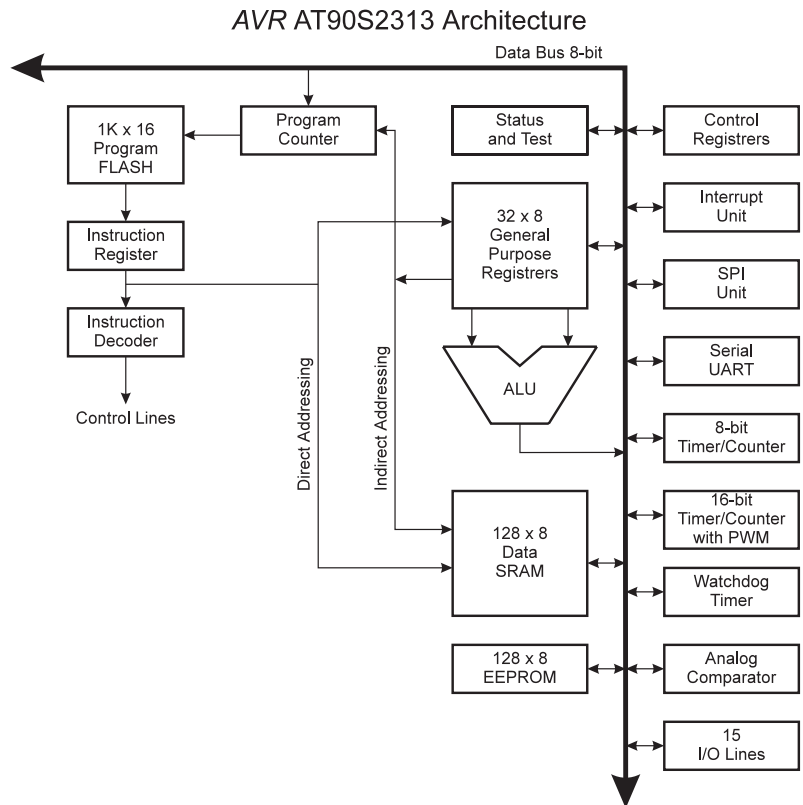 AVR AT90S2313 Architecture
Data Bus 8-bit
1K x 16
Program
FLASH
Program
Counter
Status
and Test
Control
Registrers
Instruction
Register
32 x 8
General
Purpose
Registrers
Interrupt
Unit
SPI
Unit
Instruction
Decoder
ALU
Serial
UART
Control Lines
Direct Addressing
Indirect Addressing
8-bit
Timer/Counter
128 x 8
Data
SRAM
16-bit
Timer/Counter
with PWM
Watchdog
Timer
128 x 8
EEPROM
Analog
Comparator
15
I/O Lines